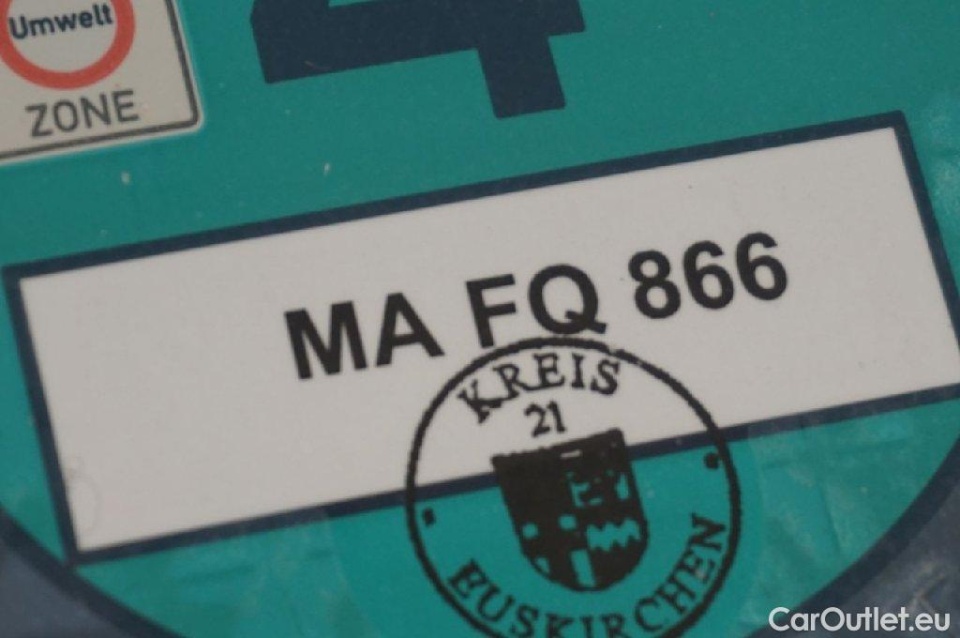 Umwelt
ZONE
4
MA FQ 866
KREIS
21
EUSKIRCHEN
CarOutlet.eu